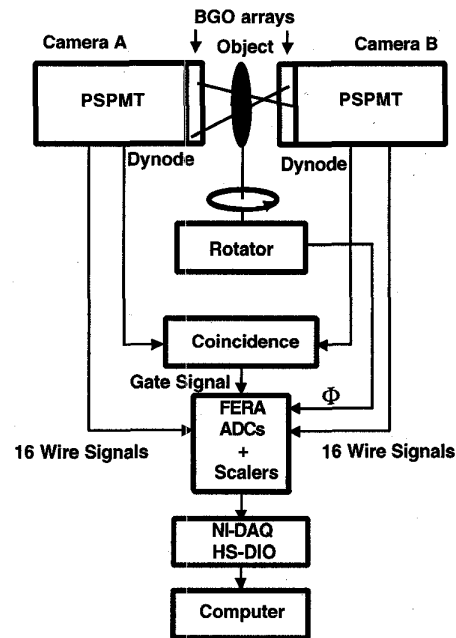 BGO arrays
Camera A
Object
Camera B
PSPMT
PSPMT
Dynode
Dynode
Rotator
Coincidence
Gate Signal
Φ
FERA
ADCs
+
Scalers
16 Wire Signals
16 Wire Signals
NI-DAQ
HS-DIO
Computer